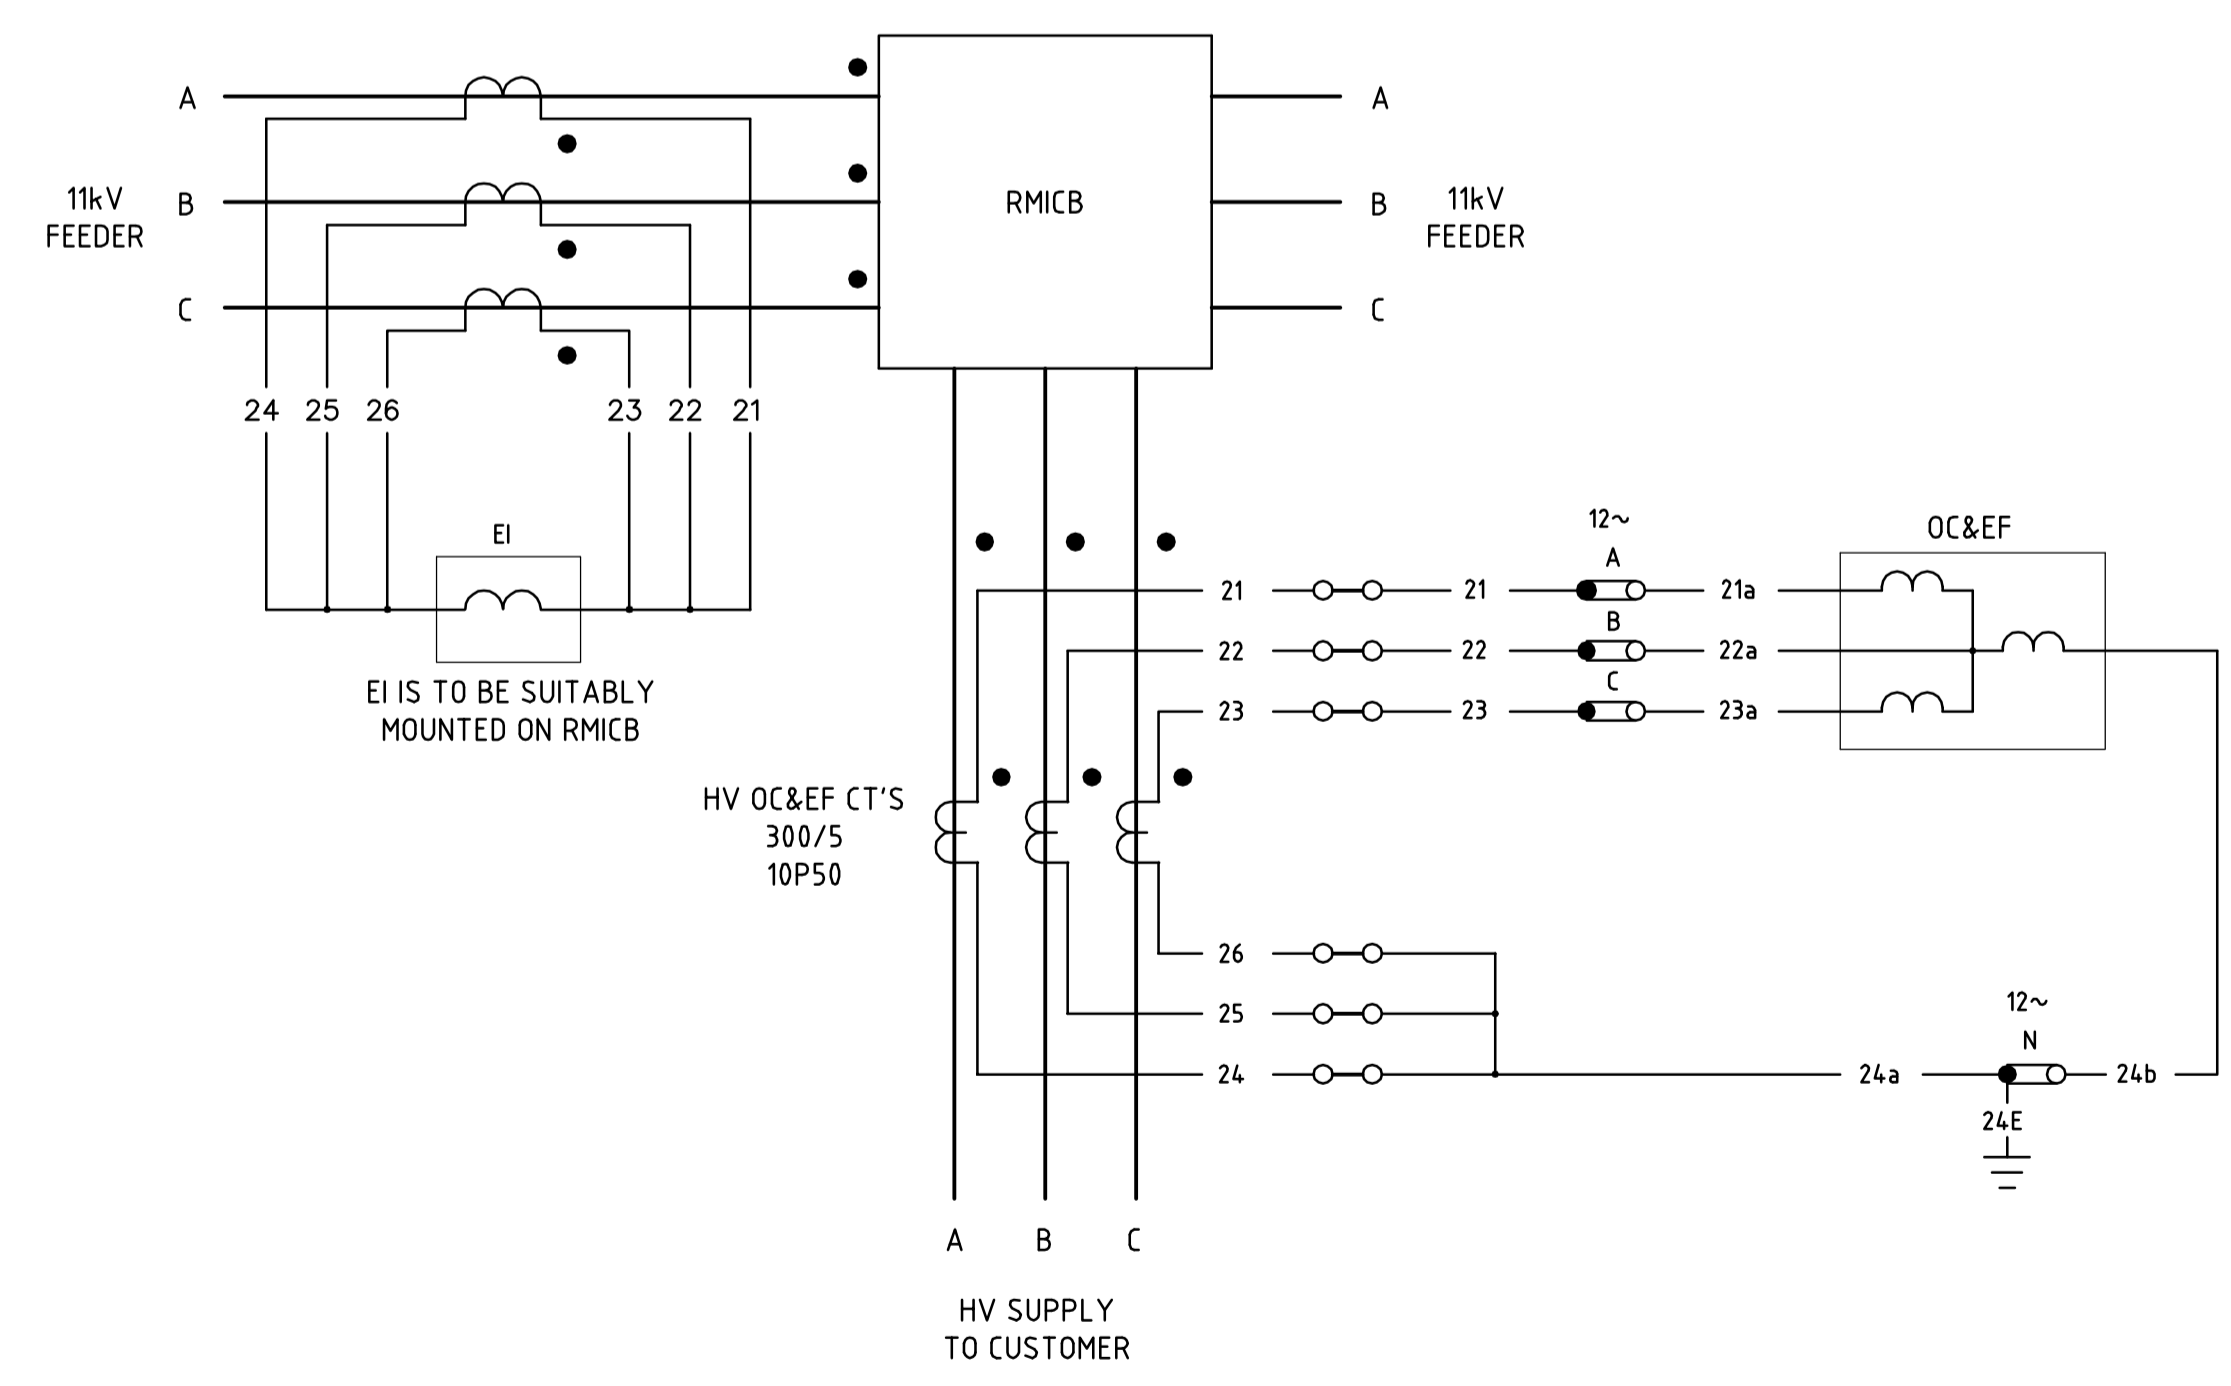 A
A
11kV
FEEDER
B
RMICB
B
11kV
FEEDER
C
C
24 25 26 23 22 21
EI
EI IS TO BE SUITABLY
MOUNTED ON RMICB
12~
OC&EF
A
21 21 21a
B
22 22 22a
C
23 23 23a
HV OC&EF CT'S
300/5
10P50
26
25
12~
N
24 24a 24b
24E
A B C
HV SUPPLY
TO CUSTOMER